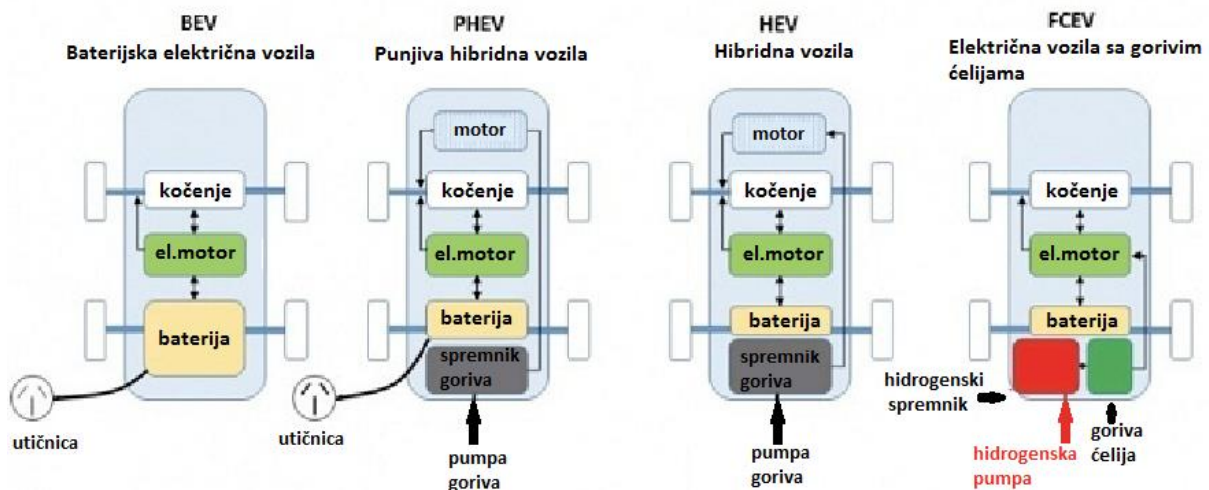 BEV
Baterijska električna vozila
kočenje
el.motor
baterija
utičnica
PHEV
Punjiva hibridna vozila
motor
kočenje
el.motor
baterija
spremnik
goriva
utičnica
pumpa
goriva
HEV
Hibridna vozila
motor
kočenje
el.motor
baterija
spremnik
goriva
pumpa
goriva
FCEV
Električna vozila sa gorivim
ćelijama
kočenje
el.motor
baterija
hidrogenski
spremnik
hidrogenska
pumpa
goriva
ćelija